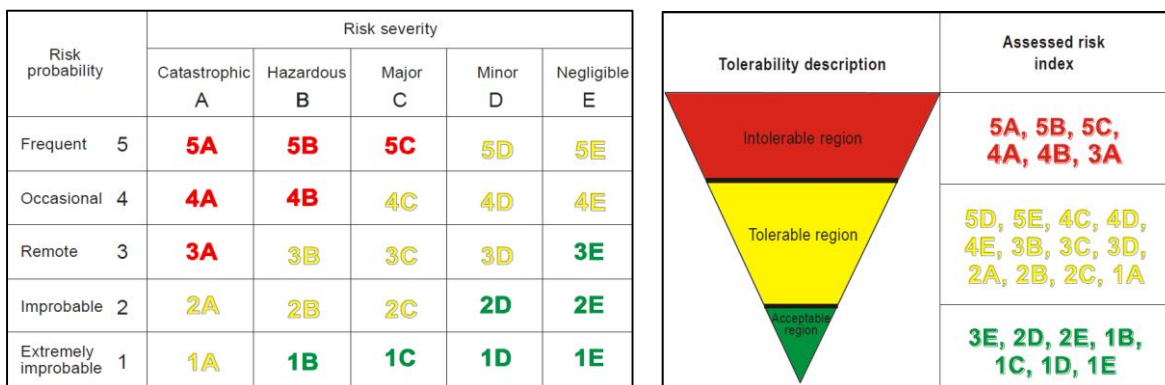 Risk severity
Risk
probability
Catastrophic
A
Hazardous
B
Major
C
Minor
D
Negligible
E
Frequent 5 5A 5B 5C 5D 5E
Occasional 4 4A 4B 4C 4D 4E
Remote 3 3A 3B 3C 3D 3E
Improbable 2 2A 2B 2C 2D 2E
Extremely
improbable 1 1A 1B 1C 1D 1E
Tolerability description
Assessed risk
index
Intolerable region
5A, 5B, 5C,
4A, 4B, 3A
Tolerable region
5D, 5E, 4C, 4D,
4E, 3B, 3C, 3D,
2A, 2B, 2C, 1A
Acceptable
region
3E, 2D, 2E, 1B,
1C, 1D, 1E